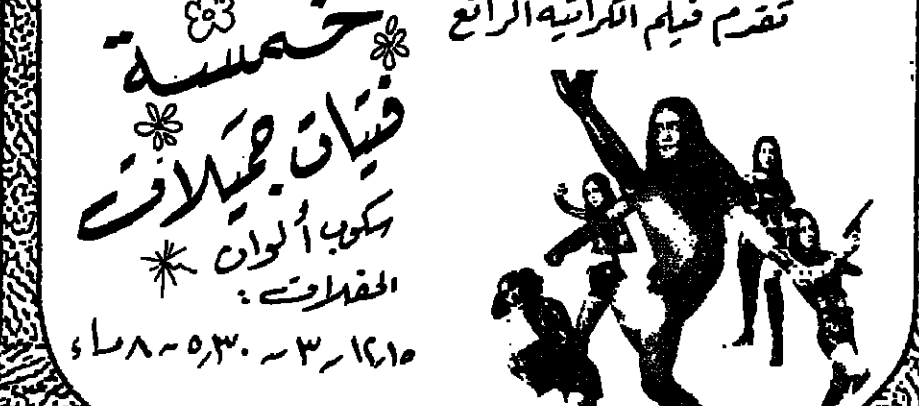 تقدم فيلم الكراتيه الرائع
خمسة
فتيات جميلات
سكوب ألوان
الحفلات :
١٢,١٥ ~ ٣ ~ ٥,٣٠ ~ ٨ مساء